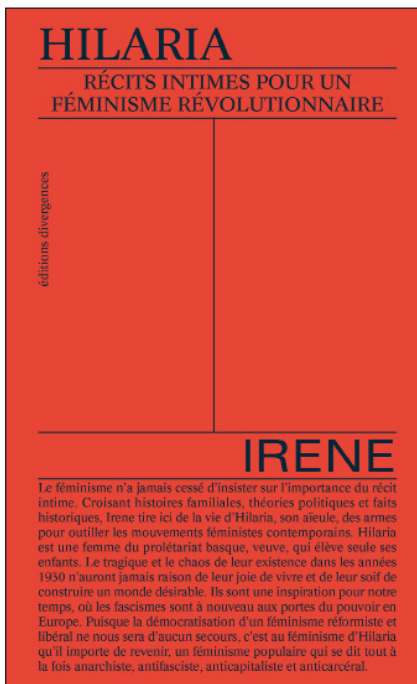 HILARIA
RÉCITS INTIMES POUR UN
FÉMINISME RÉVOLUTIONNAIRE
éditions divergences
IRENE
Le féminisme n'a jamais cessé d'insister sur l'importance du récit
intime. Croisant histoires familiales, théories politiques et faits
historiques, Irene tire ici de la vie d'Hilaria, son aïeule, des armes
pour outiller les mouvements féministes contemporains. Hilaria
est une femme du prolétariat basque, veuve, qui élève seule ses
enfants. Le tragique et le chaos de leur existence dans les années
1930 n'auront jamais raison de leur joie de vivre et de leur soif de
construire un monde désirable. Ils sont une inspiration pour notre
temps, où les fascismes sont à nouveau aux portes du pouvoir en
Europe. Puisque la démocratisation d'un féminisme réformiste et
libéral ne nous sera d'aucun secours, c'est au féminisme d'Hilaria
qu'il importe de revenir, un féminisme populaire qui se dit tout à
la fois anarchiste, antifasciste, anticapitaliste et anticarcéral.